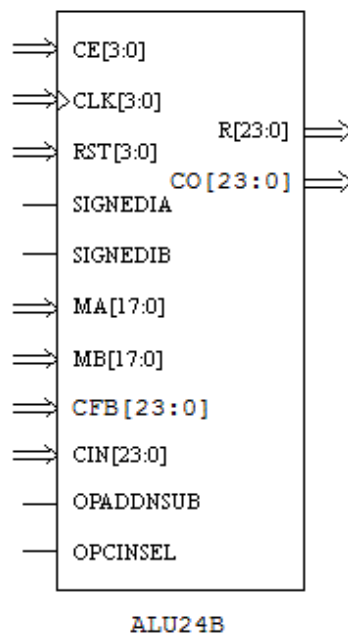 CE[3:0]
CLK[3:0]
R[23:0]
RST[3:0]
CO[23:0]
SIGNEDIA
SIGNEDIB
MA[17:0]
MB[17:0]
CFB[23:0]
CIN[23:0]
OPADDNSUB
OPCINSEL
ALU24B